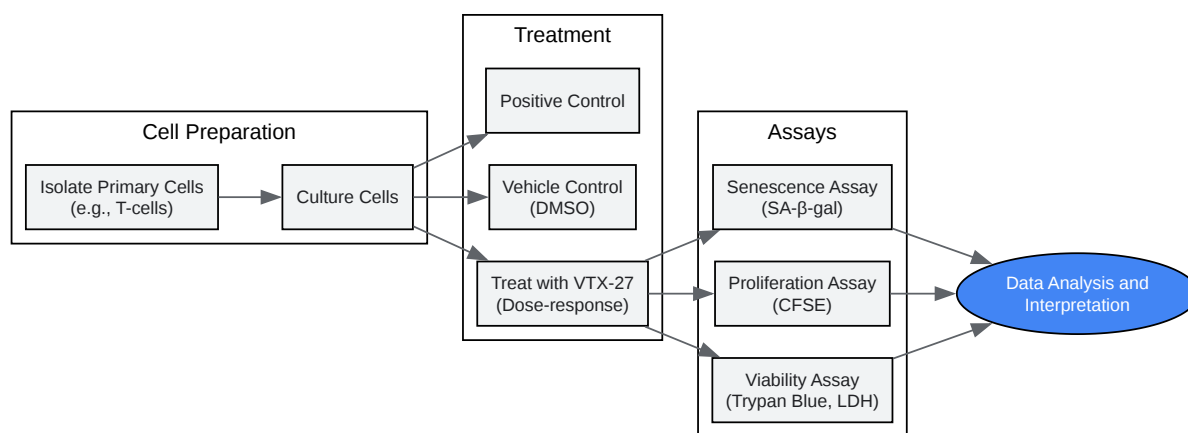 Cell Preparation
Isolate Primary Cells
(e.g., T-cells)
Culture Cells
Treatment
Positive Control
Vehicle Control
(DMSO)
Treat with VTX-27
(Dose-response)
Assays
Senescence Assay
(SA-β-gal)
Proliferation Assay
(CFSE)
Viability Assay
(Trypan Blue, LDH)
Data Analysis and
Interpretation